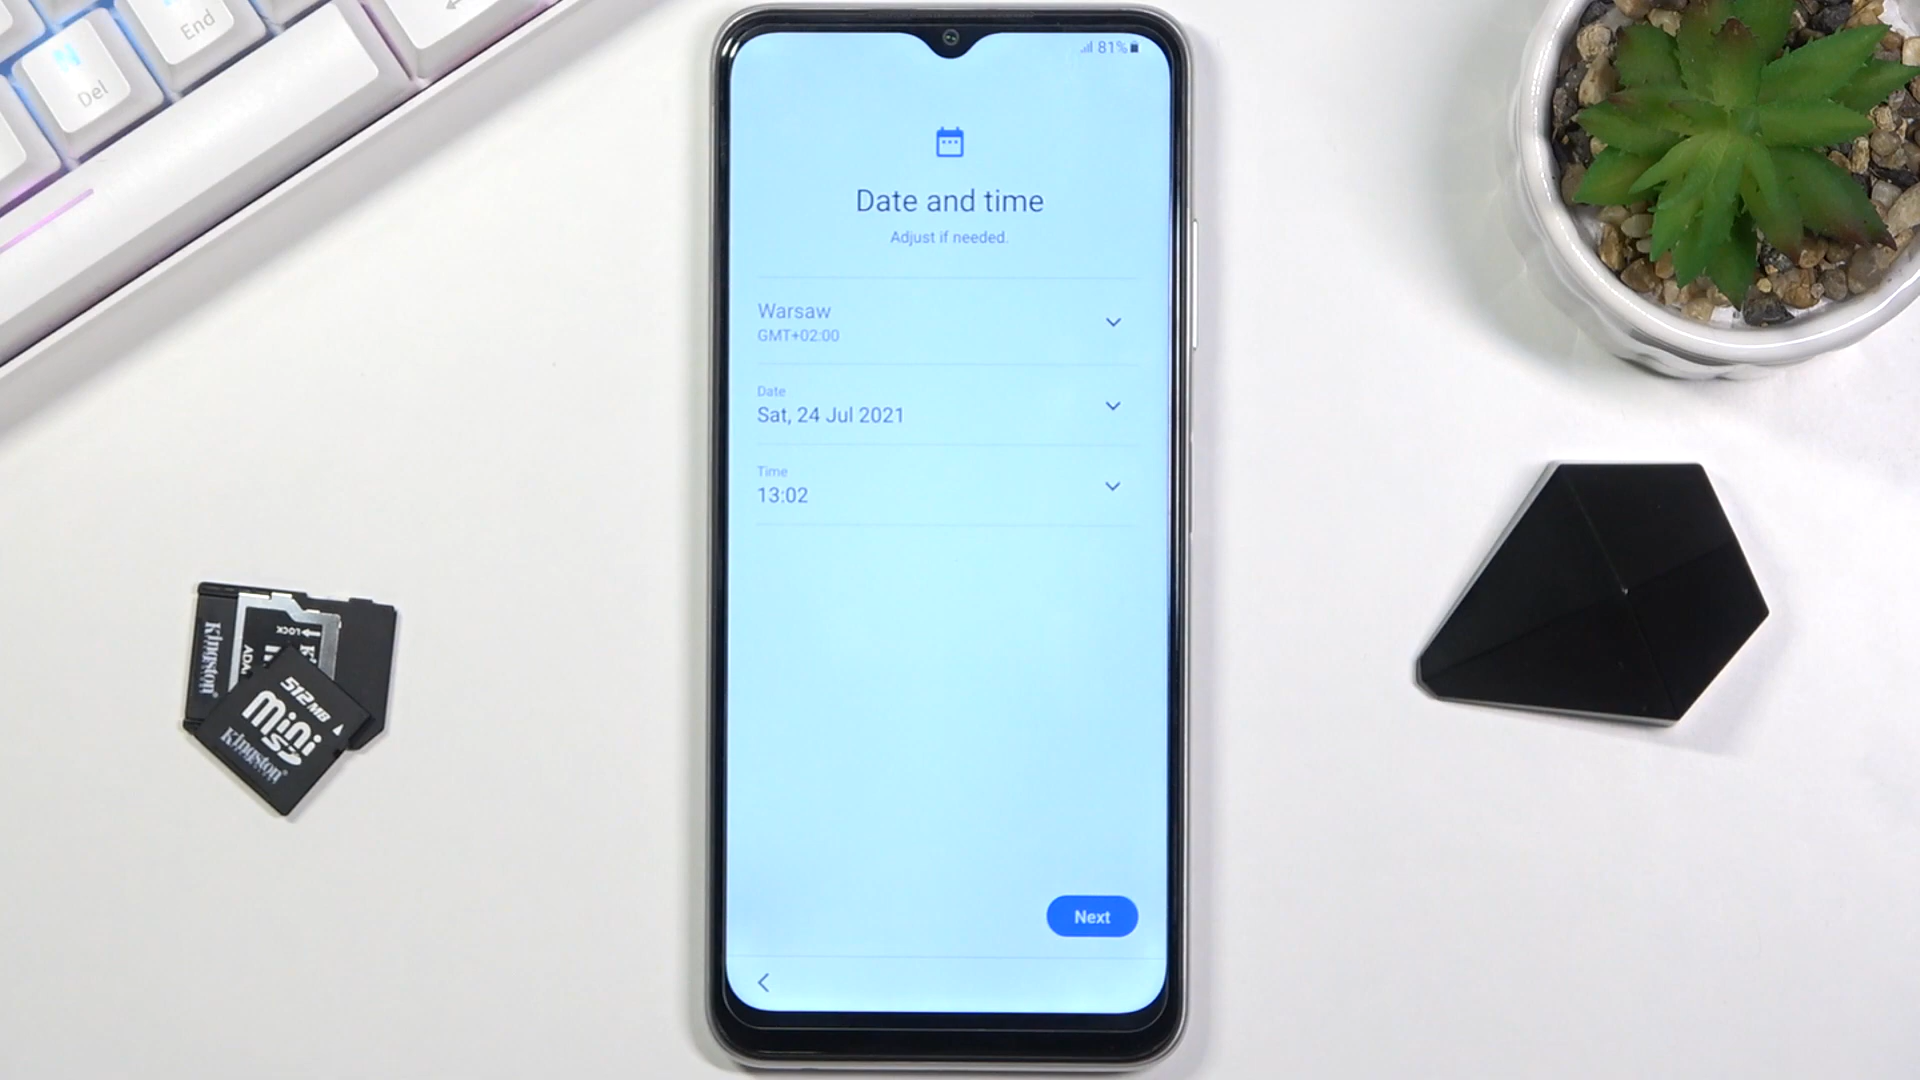 End
Del
81%
Date and time
Adjust if needed.
Warsaw
GMT+02:00
Date
Sat, 24 Jul 2021
Time
13:02
Next
Kingston
LOCK
512MB
Mini
SD
Kingston